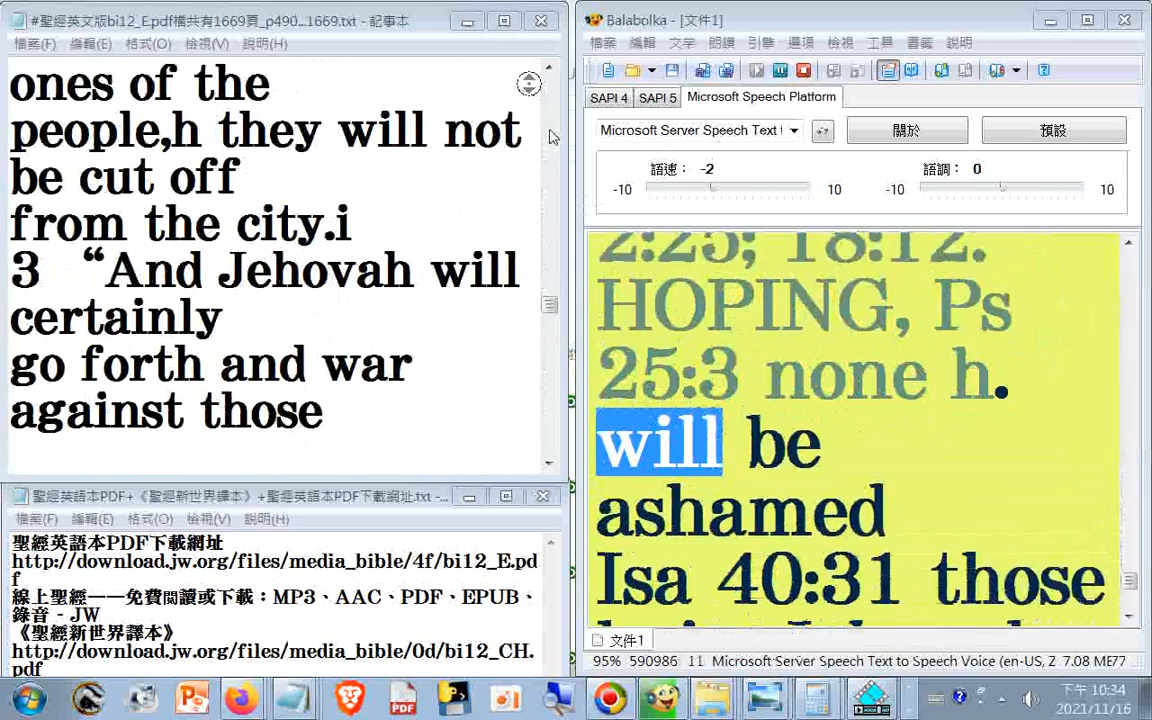 #聖經英文版bi12_E.pdf檔共有1669頁_p490...1669.txt - 記事本
檔案(F) 編輯(E) 格式(O) 檢視(V) 說明(H)
ones of the
people,h they will not
be cut off
from the city.i
3 “And Jehovah will
certainly
go forth and war
against those
聖經英語本PDF+《聖經新世界譯本》+聖經英語本PDF下載網址.txt - ...
檔案(F) 編輯(E) 格式(O) 檢視(V) 說明(H)
聖經英語本PDF下載網址
http://download.jw.org/files/media_bible/4f/bi12_E.pd
f
線上聖經——免費閱讀或下載：MP3、AAC、PDF、EPUB、
錄音 - JW
《聖經新世界譯本》
http://download.jw.org/files/media_bible/0d/bi12_CH.
pdf
Balabolka - [文件1]
檔案 編輯 文字 朗讀 引擎 選項 檢視 工具 書籤 說明
SAPI 4 SAPI 5 Microsoft Speech Platform
Microsoft Server Speech Text 關於 預設
語速： -2 語調： 0
-10 10 -10 10
2:25; 18:12.
HOPING, Ps
25:3 none h.
will be
ashamed
Isa 40:31 those
文件1
95% 590986 11 Microsoft Server Speech Text to Speech Voice (en-US, Z 7.08 ME77
PDF
下午 10:34
2021/11/16